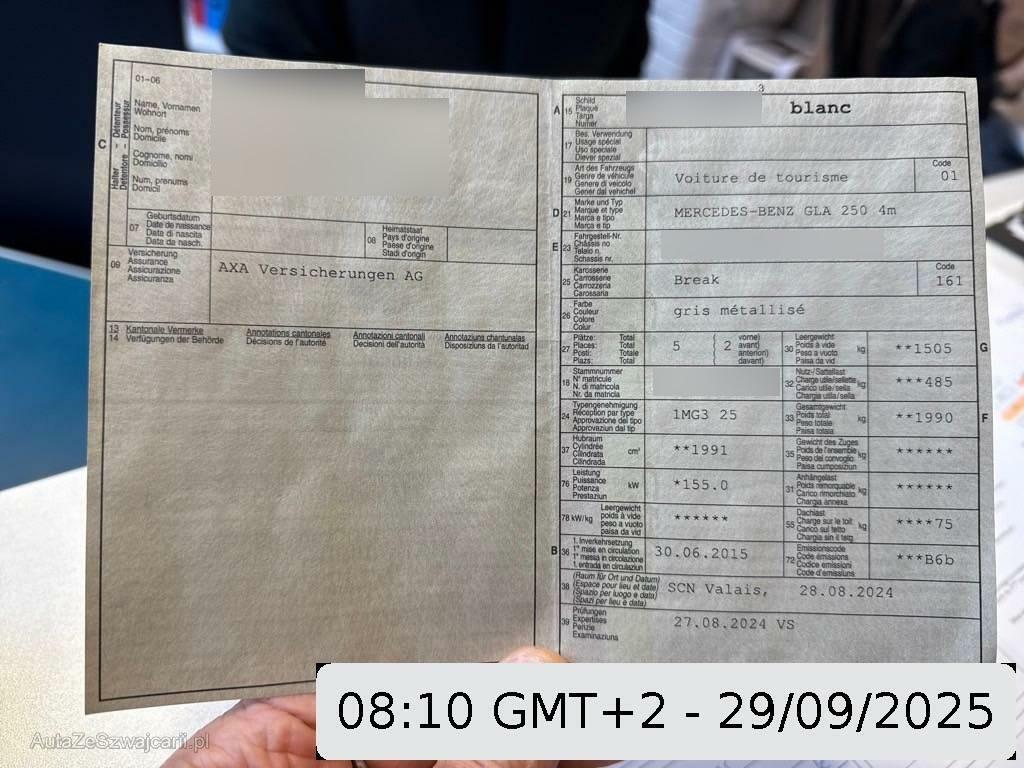 01-06
Name, Vornamen
Wohnort
Nom, prénoms
Domicile
Cognome, nomi
Domicilio
Num, prenums
Domicil
C
Halter – Détenteur
Detentore – Possessur
07
Geburtsdatum
Date de naissance
Data di nascita
Data da nasch.
08
Heimatstaat
Pays d'origine
Paese d'origine
Stadi d'origin
09
Versicherung
Assurance
Assicurazione
Assicuranza
AXA Versicherungen AG
13 Kantonale Vermerke
14 Verfügungen der Behörde
Annotations cantonales
Décisions de l'autorité
Annotazioni cantonali
Decisioni dell'autorità
Annotaziuns chantunalas
Disposiziuns da l'autoritad
3
A 15
Schild
Plaque
Targa
Numer
blanc
17
Bes. Verwendung
Usage spécial
Uso speciale
Diever spezial
19
Art des Fahrzeugs
Genre de véhicule
Genere di veicolo
Gener dal vehichel
Voiture de tourisme
Code
01
D 21
Marke und Typ
Marque et type
Marca e tipo
Marca e tip
MERCEDES-BENZ GLA 250 4m
E 23
Fahrgestell-Nr.
Châssis no
Telaio n.
Schassis nr.
25
Karosserie
Carrosserie
Carrozzeria
Carossaria
Break
Code
161
26
Farbe
Couleur
Colore
Colur
gris métallisé
27
Plätze: Total
Places: Total
Posti: Totale
Plazs: Total
5
2
vorne)
avant)
anteriori)
davant)
30
Leergewicht
Poids à vide
Peso a vuoto
Paisa da vid
kg
**1505
G
18
Stammnummer
N° matricule
N. di matricola
Nr. da matricla
32
Nutz-/Sattellast
Charge utile/sellette
Carico utile/sella
Chargia utila/sella
kg
***485
24
Typengenehmigung
Réception par type
Approvazione del tipo
Approvaziun dal tip
1MG3 25
33
Gesamtgewicht
Poids total
Peso totale
Paisa totala
kg
**1990
F
37
Hubraum
Cylindrée
Cilindrata
Cilindrada
cm³
**1991
35
Gewicht des Zuges
Poids de l'ensemble
Peso del convoglio
Paisa cumposiziun
kg
******
76
Leistung
Puissance
Potenza
Prestaziun
kW
*155.0
31
Anhängelast
Poids remorquable
Carico rimorchiato
Chargia annexa
kg
******
78 kW/kg
Leergewicht
poids à vide
peso a vuoto
paisa da vid
******
55
Dachlast
Charge sur le toit
Carico sul tetto
Chargia sin il tetg
kg
****75
B 36
1. Inverkehrsetzung
1re mise en circulation
1a messa in circolazione
1. entrada en circulaziun
30.06.2015
72
Emissionscode
Code émissions
Codice emissioni
Code d'emissiuns
***B6b
38
(Raum für Ort und Datum)
(Espace pour lieu et date)
(Spazio per luogo e data)
(Spazi per lieu e data)
SCN Valais, 28.08.2024
39
Prüfungen
Expertises
Perizie
Examinaziuns
27.08.2024 VS
08:10 GMT+2 - 29/09/2025
AutaZeSzwajcarii.pl